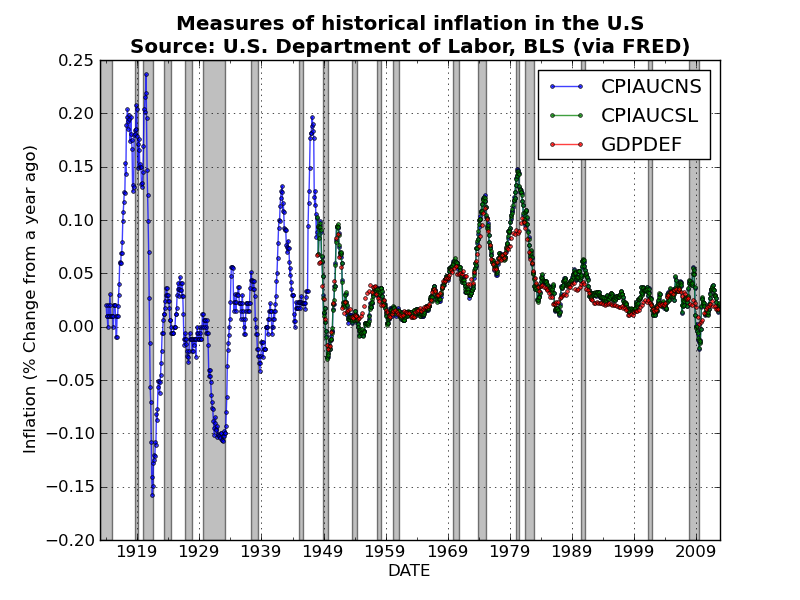 Measures of historical inflation in the U.S
Source: U.S. Department of Labor, BLS (via FRED)
0.25
0.20
0.15
0.10
0.05
0.00
−0.05
−0.10
−0.15
−0.20
Inflation (% Change from a year ago)
CPIAUCNS
CPIAUCSL
GDPDEF
1919 1929 1939 1949 1959 1969 1979 1989 1999 2009
DATE